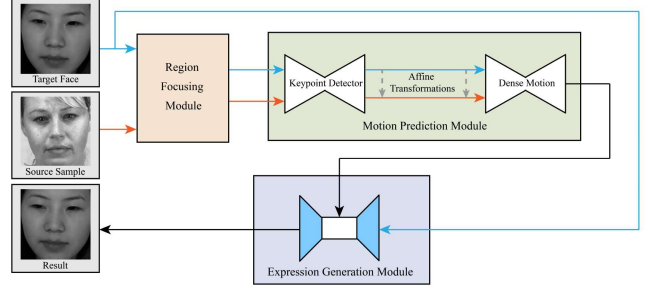 Target Face
Source Sample
Result
Region
Focusing
Module
Keypoint Detector
Affine
Transformations
Dense Motion
Motion Prediction Module
Expression Generation Module